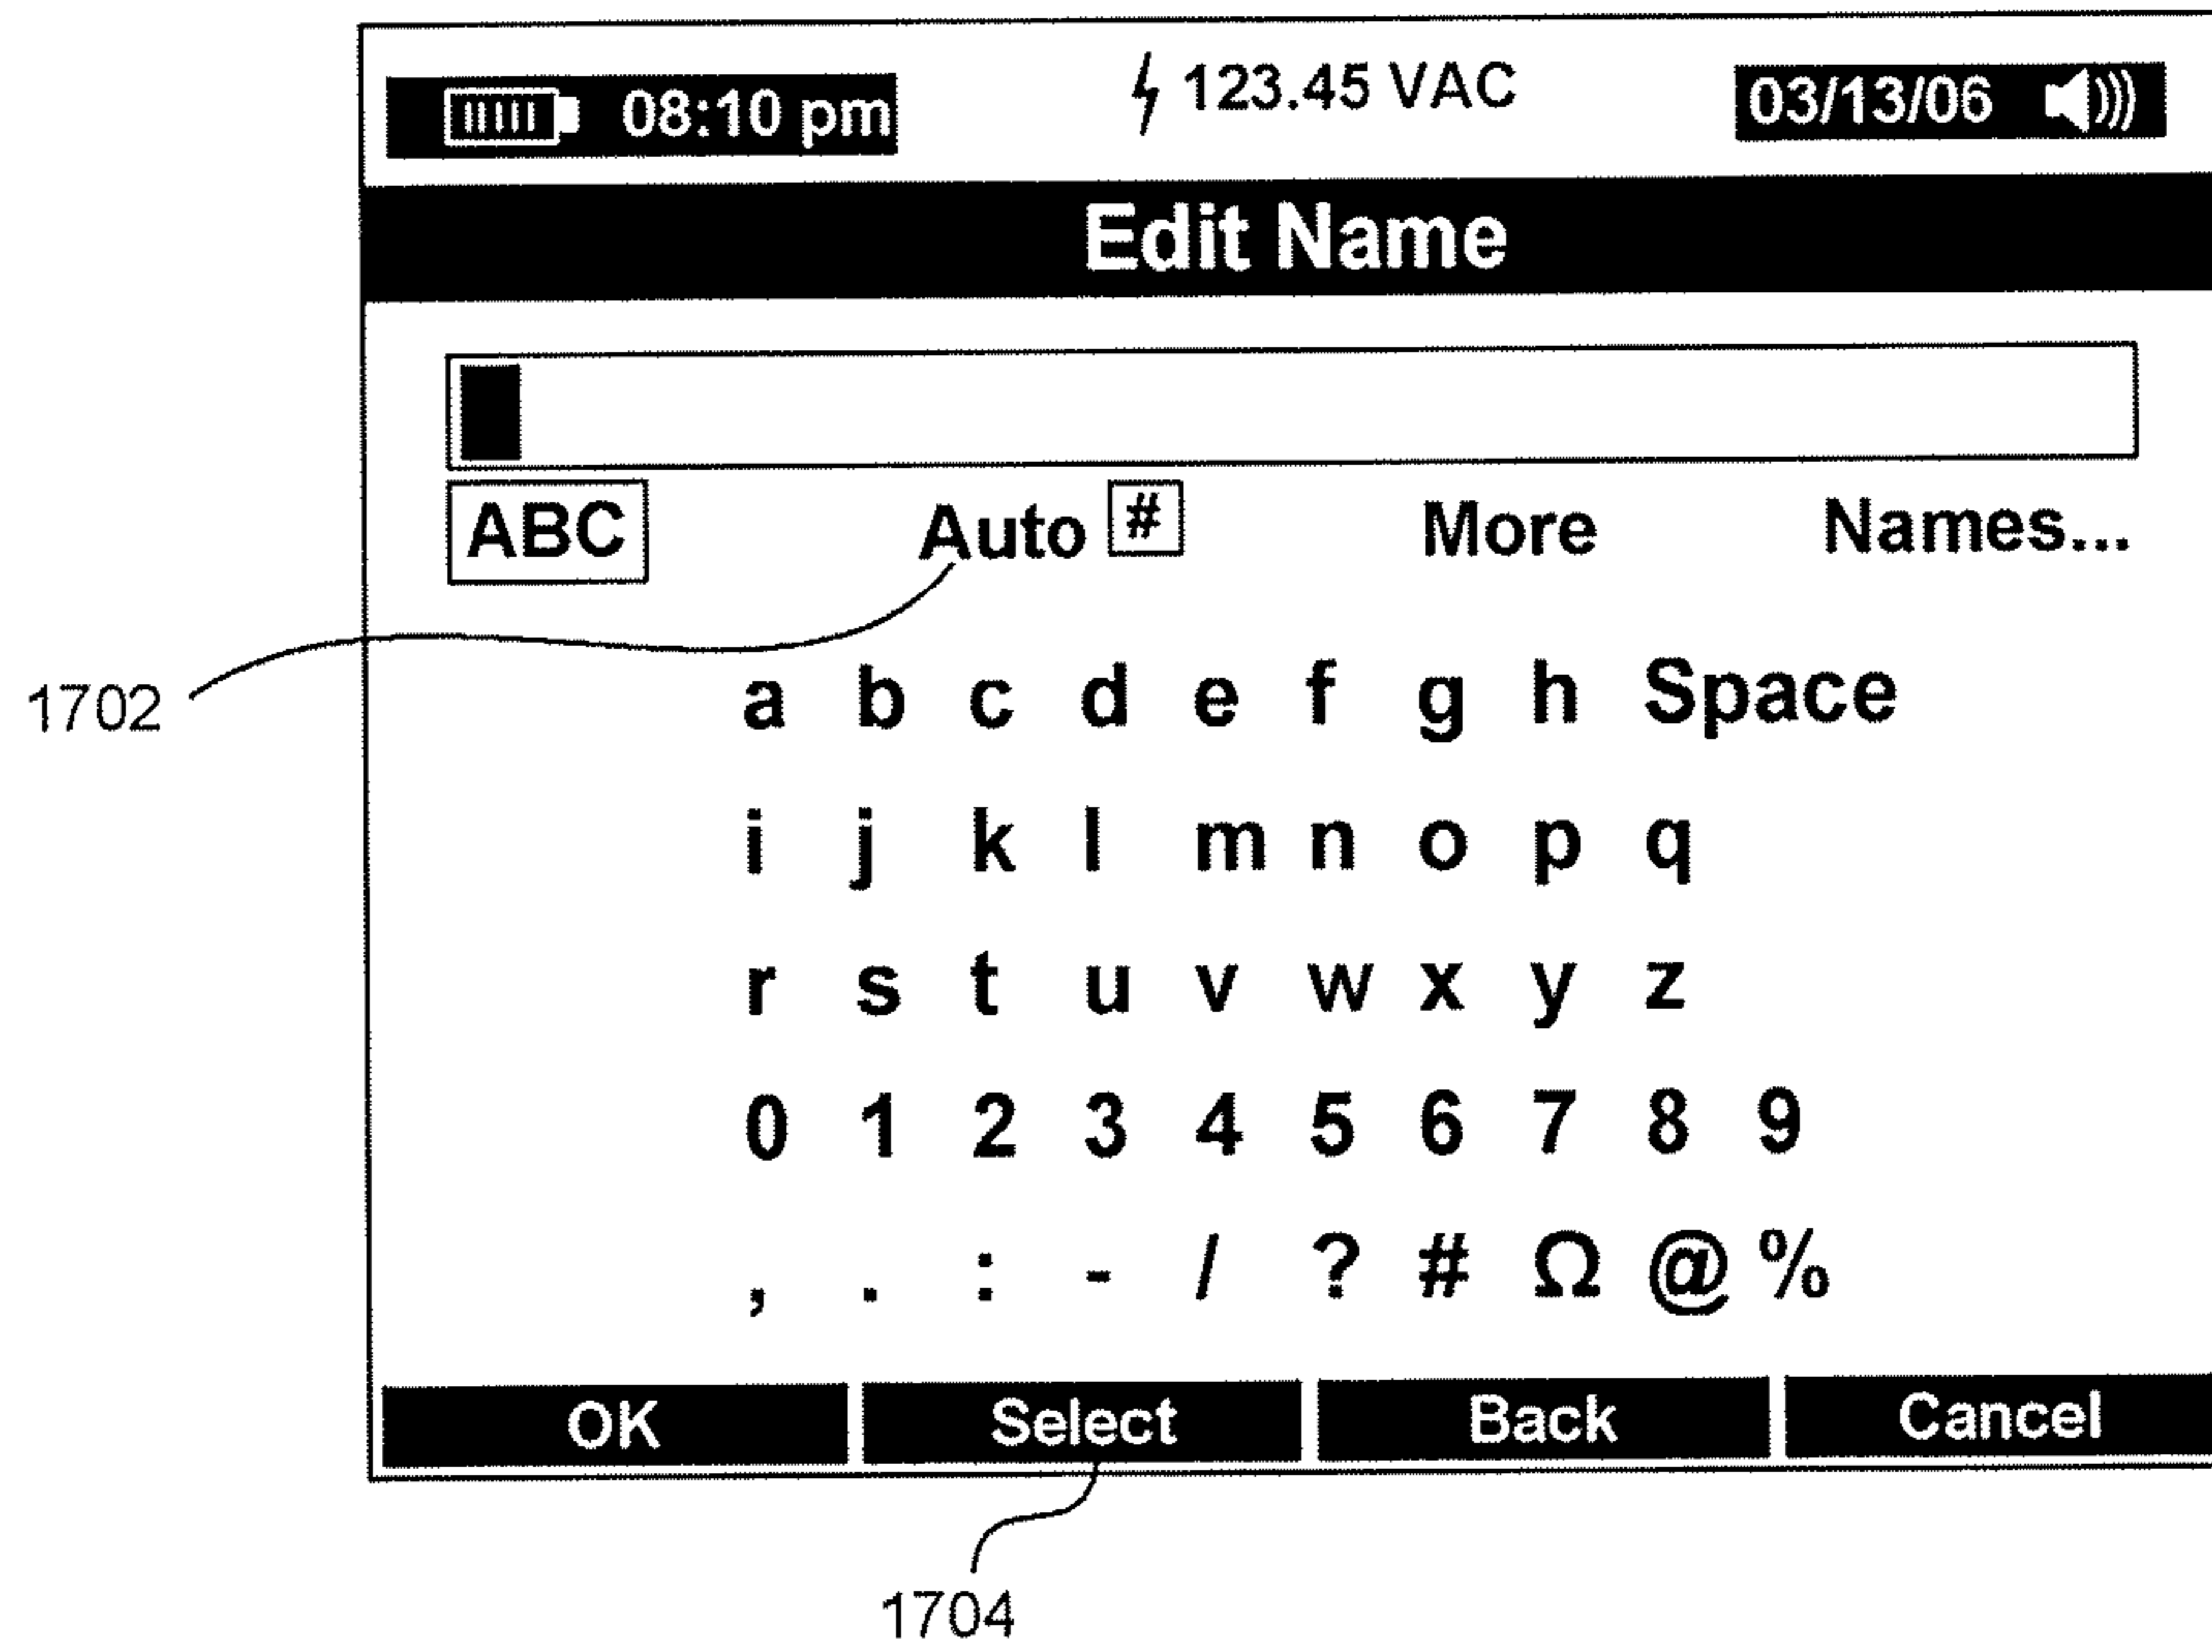 08:10 pm 123.45 VAC 03/13/06
Edit Name
ABC Auto # More Names...
a b c d e f g h Space
1702
i j k l m n o p q
r s t u v w x y z
0 1 2 3 4 5 6 7 8 9
, . : - / ? # Ω @ %
OK Select Back Cancel
1704